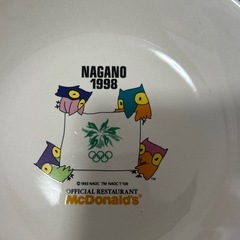 NAGANO
1998
OFFICIAL RESTAURANT
McDonald's